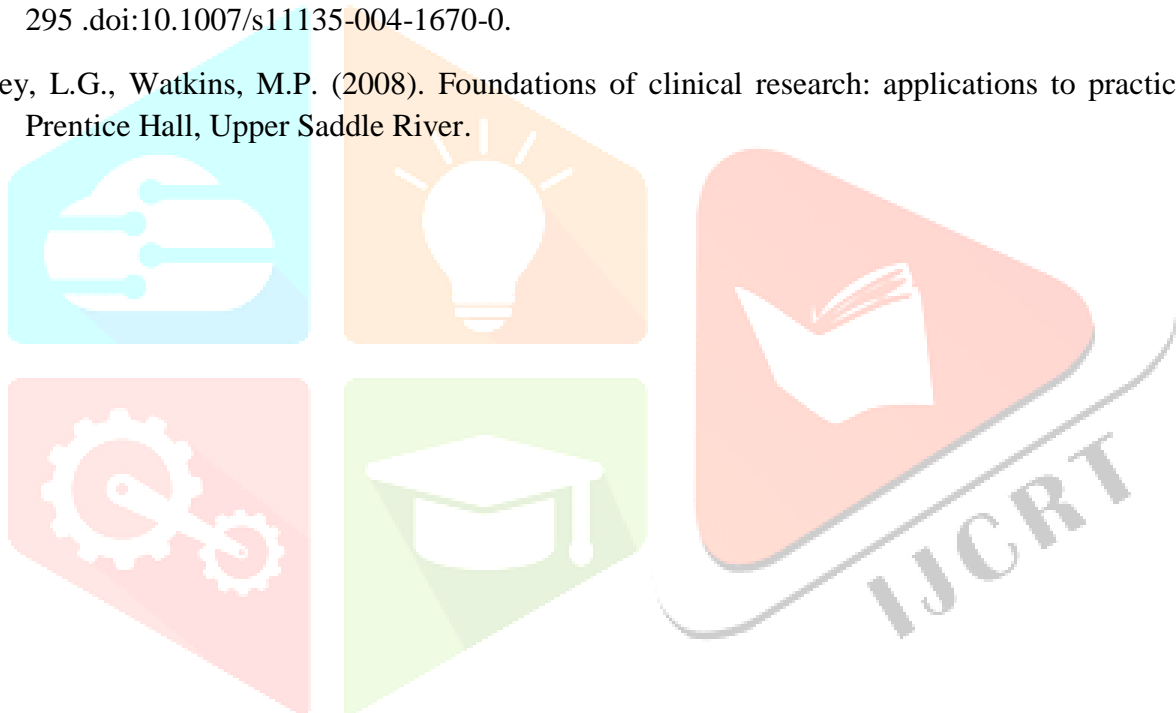 295 .doi:10.1007/s11135-004-1670-0.
ey, L.G., Watkins, M.P. (2008). Foundations of clinical research: applications to practic
Prentice Hall, Upper Saddle River.
IJCRT